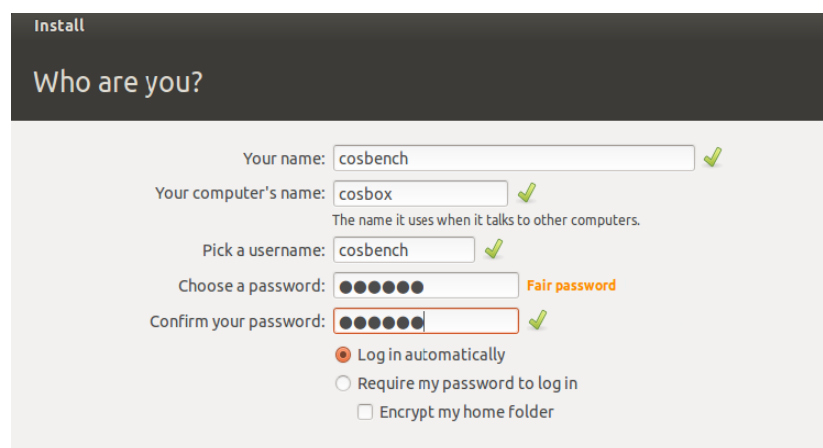 Install
Who are you?
Your name: cosbench
Your computer's name: cosbox
The name it uses when it talks to other computers.
Pick a username: cosbench
Choose a password: ●●●●●● Fair password
Confirm your password: ●●●●●●
Log in automatically
Require my password to log in
Encrypt my home folder